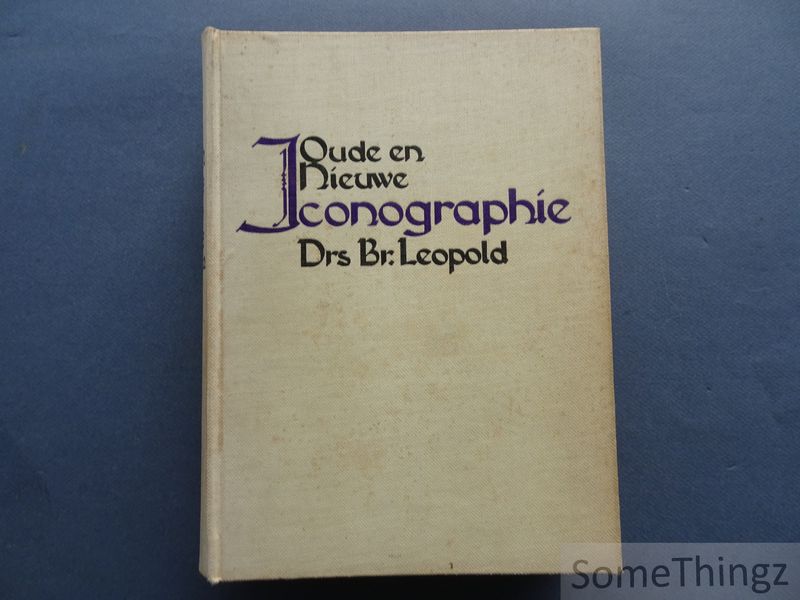 Oude en
Nieuwe
Iconographie
Drs Br. Leopold
SomeThingz